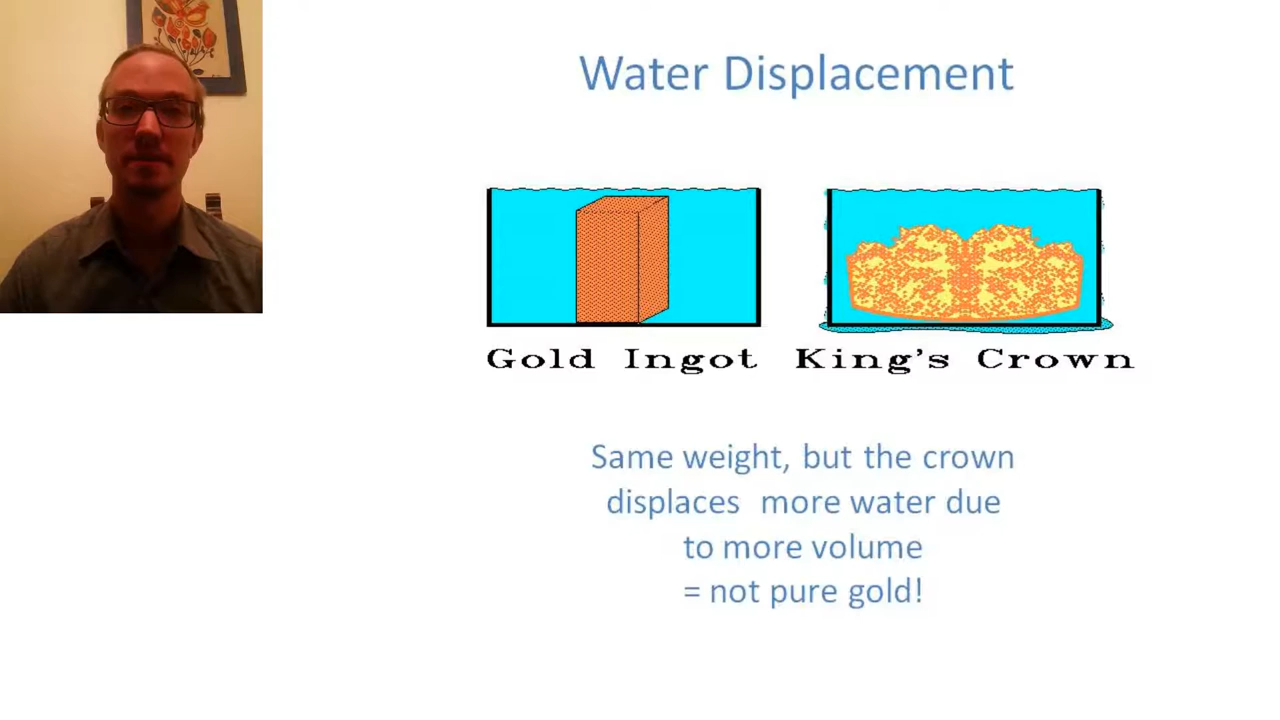 Water Displacement
Gold Ingot King's Crown
Same weight, but the crown
displaces more water due
to more volume
= not pure gold!